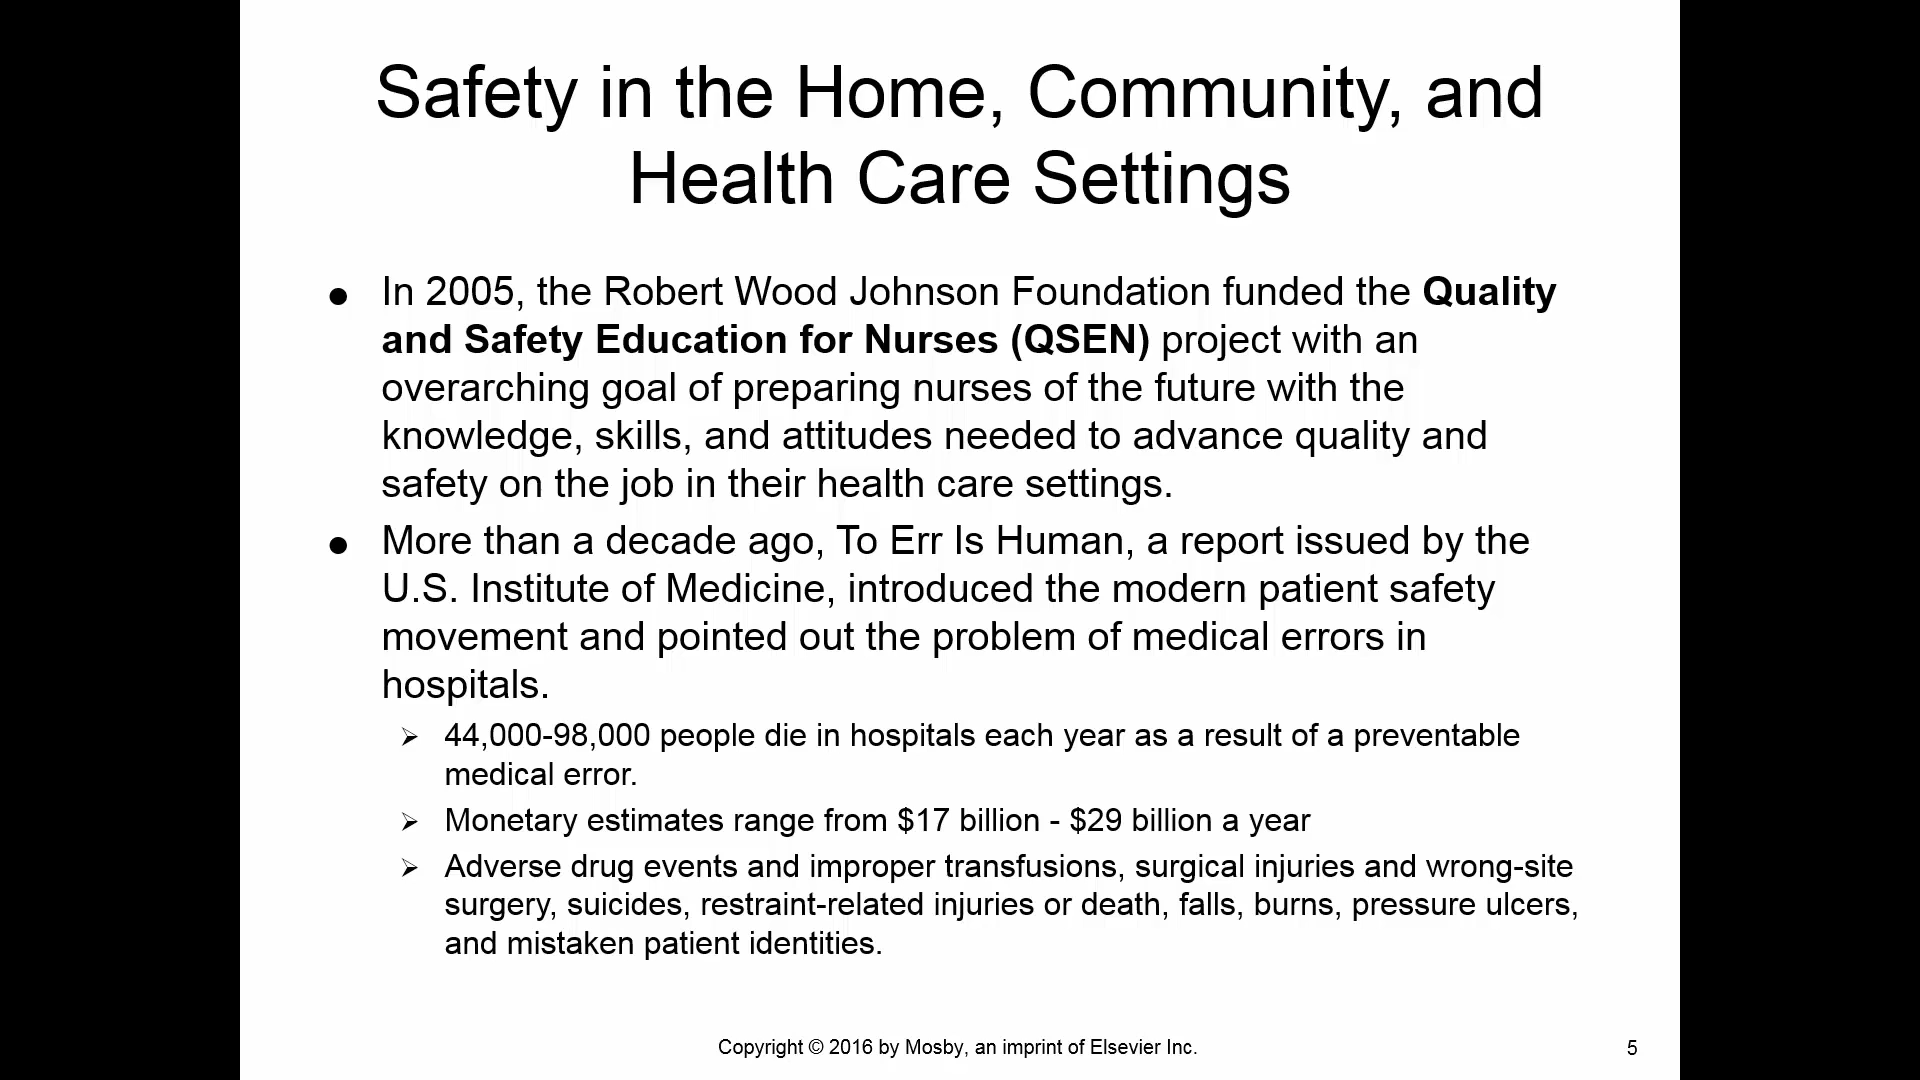 Safety in the Home, Community, and
Health Care Settings
● In 2005, the Robert Wood Johnson Foundation funded the Quality
and Safety Education for Nurses (QSEN) project with an
overarching goal of preparing nurses of the future with the
knowledge, skills, and attitudes needed to advance quality and
safety on the job in their health care settings.
● More than a decade ago, To Err Is Human, a report issued by the
U.S. Institute of Medicine, introduced the modern patient safety
movement and pointed out the problem of medical errors in
hospitals.
➢ 44,000-98,000 people die in hospitals each year as a result of a preventable
medical error.
➢ Monetary estimates range from $17 billion - $29 billion a year
➢ Adverse drug events and improper transfusions, surgical injuries and wrong-site
surgery, suicides, restraint-related injuries or death, falls, burns, pressure ulcers,
and mistaken patient identities.
Copyright © 2016 by Mosby, an imprint of Elsevier Inc.
5